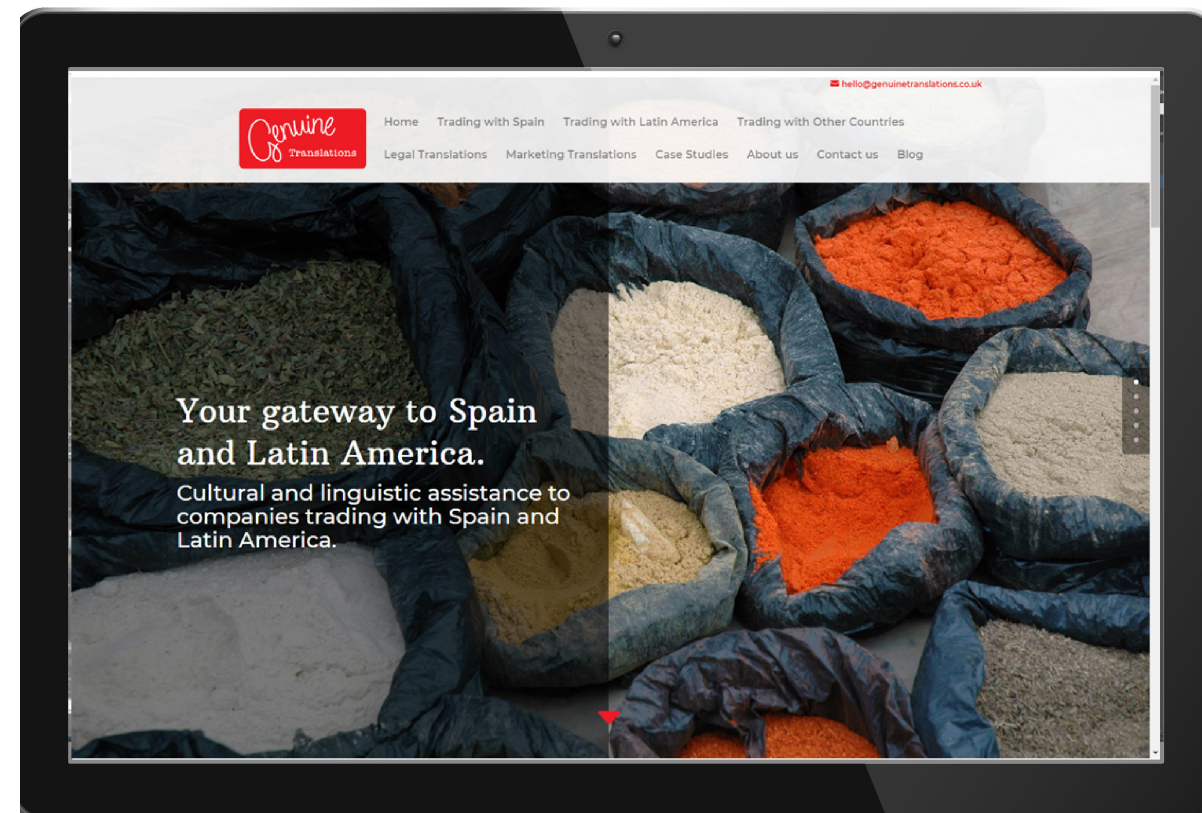 hello@genuinetranslations.co.uk
Genuine
Translations
Home Trading with Spain Trading with Latin America Trading with Other Countries
Legal Translations Marketing Translations Case Studies About us Contact us Blog
Your gateway to Spain
and Latin America.
Cultural and linguistic assistance to
companies trading with Spain and
Latin America.